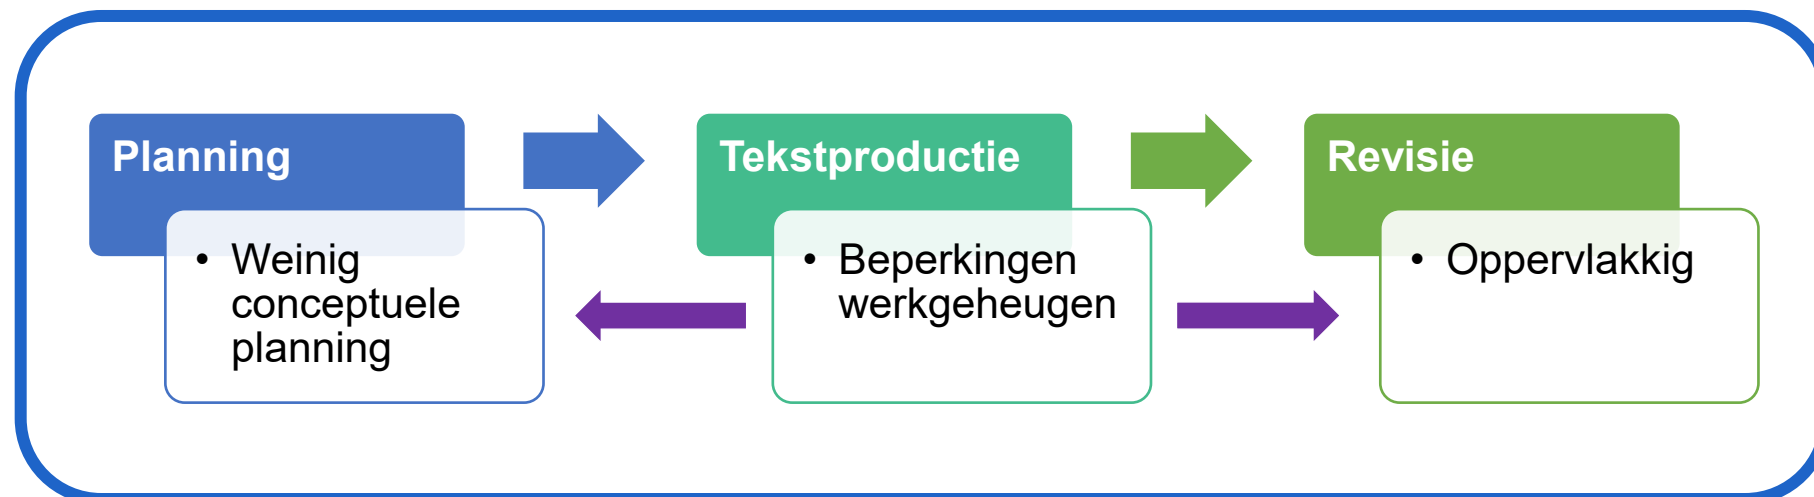 Planning
• Weinig
conceptuele
planning
Tekstproductie
• Beperkingen
werkgeheugen
Revisie
• Oppervlakkig